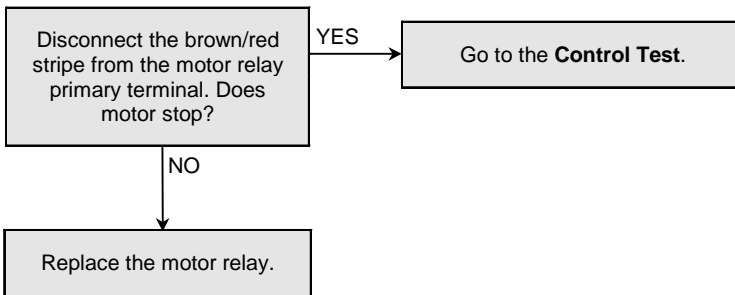 Disconnect the brown/red
stripe from the motor relay
primary terminal. Does
motor stop?
YES
Go to the Control Test.
NO
Replace the motor relay.